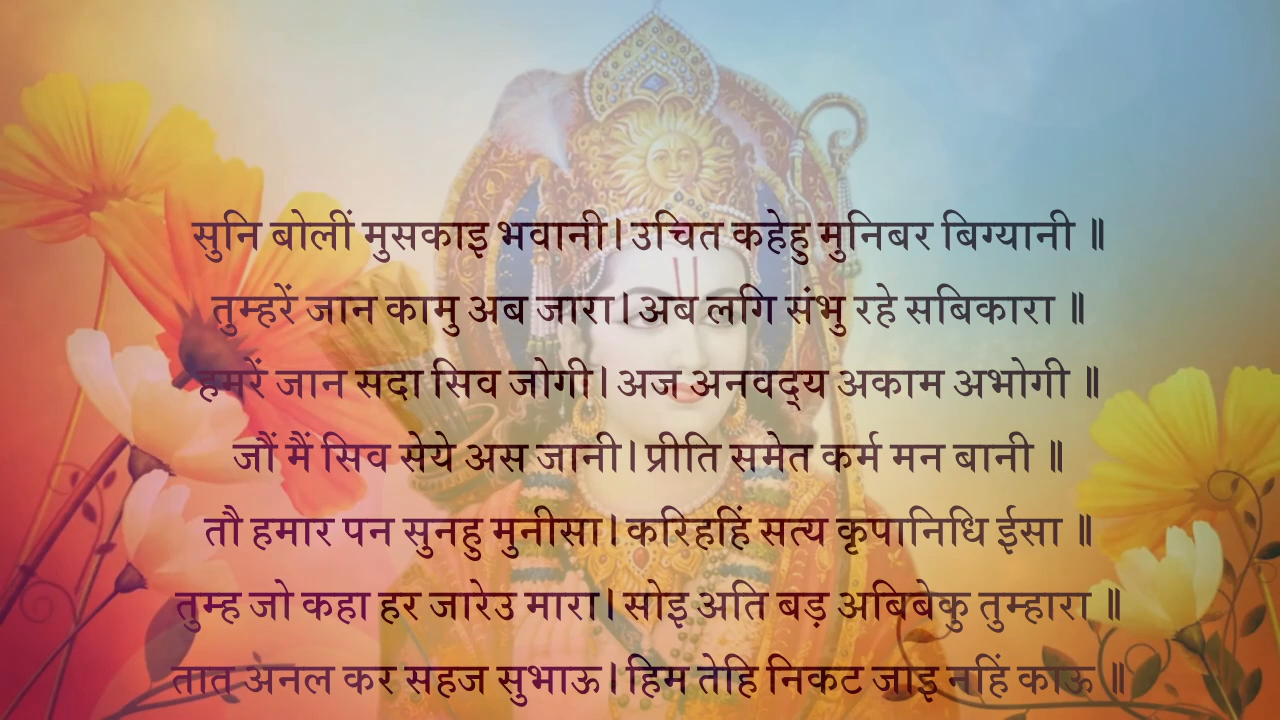 सुनि बोलीं मुसकाइ भवानी। उचित कहेहु मुनिबर बिग्यानी ॥
तुम्हरें जान कामु अब जारा। अब लगि संभु रहे सबिकारा ॥
हमरें जान सदा सिव जोगी। अज अनवद्य अकाम अभोगी ॥
जौं मैं सिव सेये अस जानी। प्रीति समेत कर्म मन बानी ॥
तौ हमार पन सुनहु मुनीसा। करिहहिं सत्य कृपानिधि ईसा ॥
तुम्ह जो कहा हर जारेउ मारा। सोइ अति बड़ अबिबेकु तुम्हारा ॥
तात अनल कर सहज सुभाऊ। हिम तेहि निकट जाइ नहिं काऊ ॥